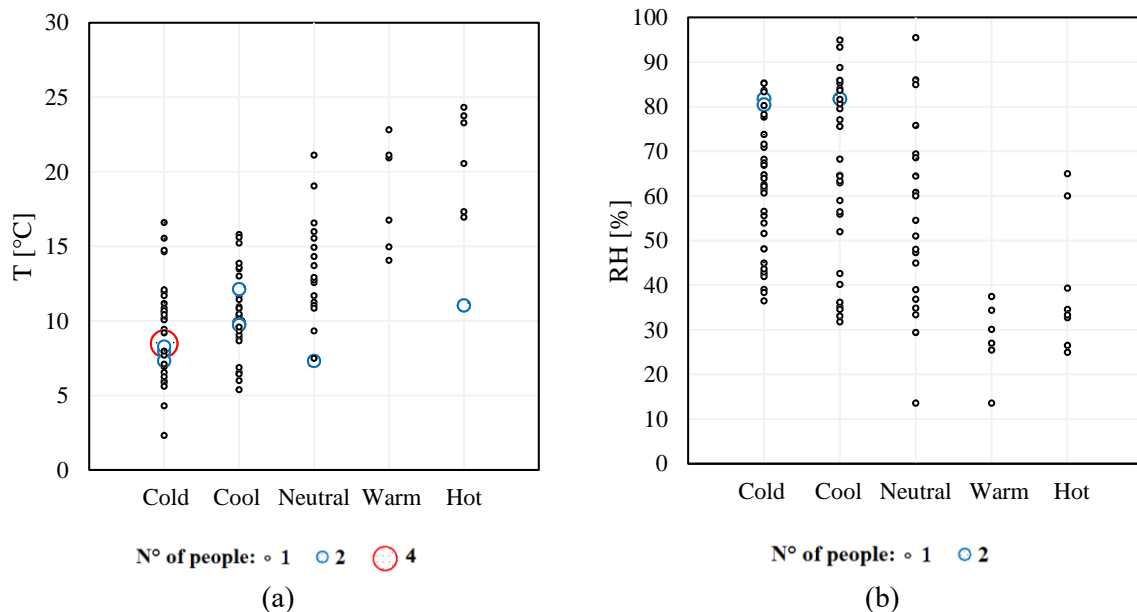 30
25
20
15
10
5
0
T [°C]
Cold Cool Neutral Warm Hot
N° of people: 1 2 4
(a)
100
90
80
70
60
50
40
30
20
10
0
RH [%]
Cold Cool Neutral Warm Hot
N° of people: 1 2
(b)